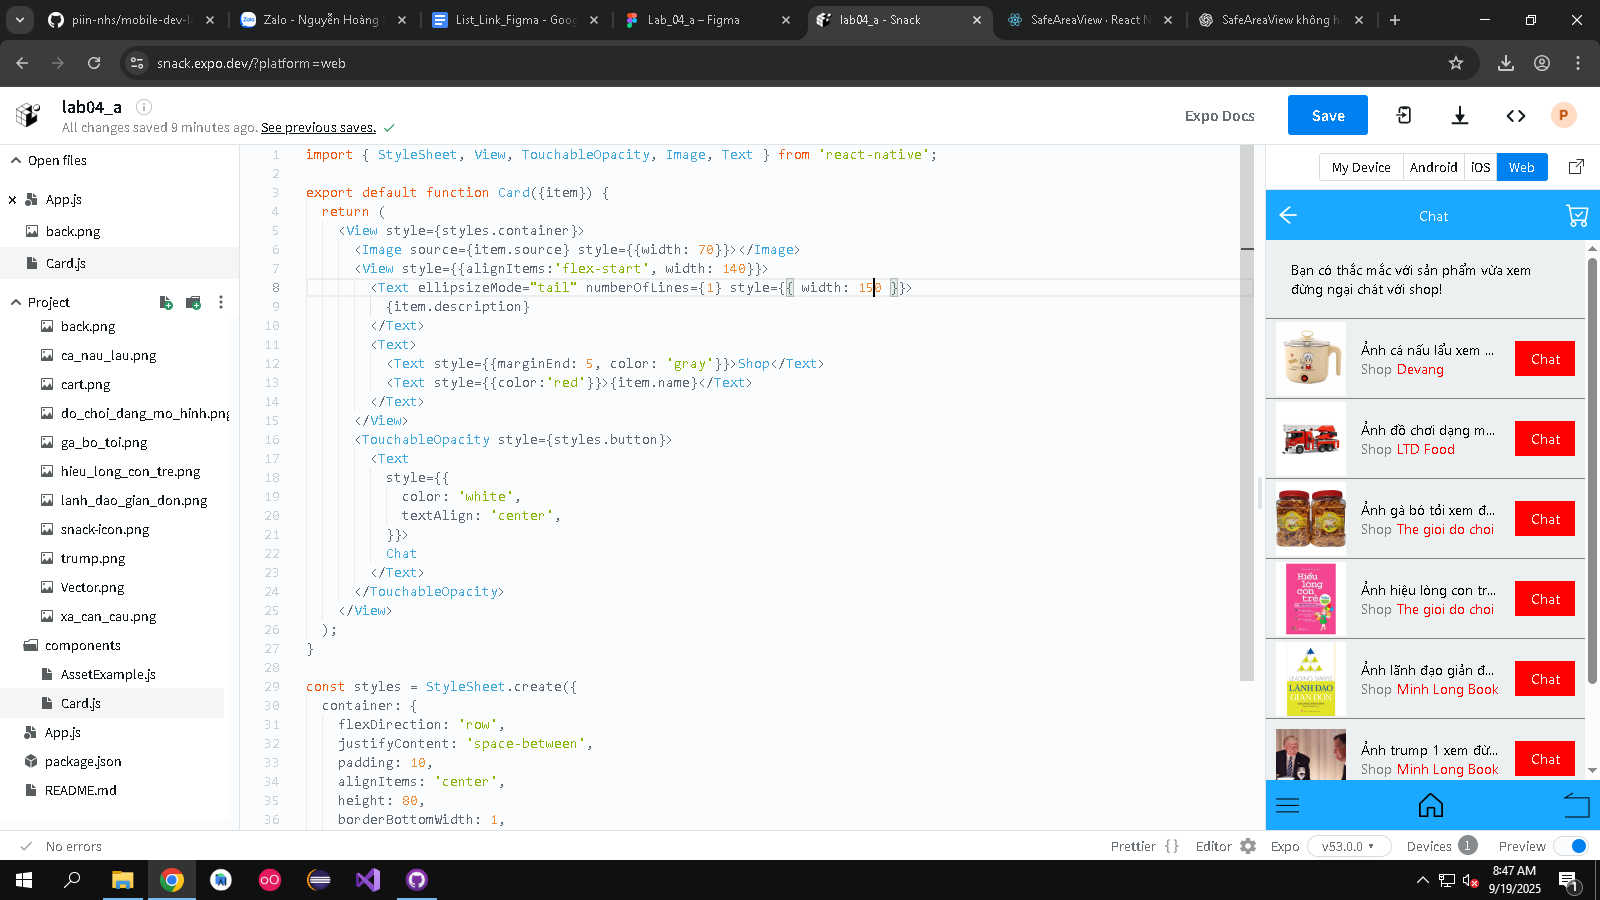 piin-nhs/mobile-dev-la
Zalo - Nguyễn Hoàng
List_Link_Figma - Goog
Lab_04_a – Figma
lab04_a - Snack
SafeAreaView · React N
SafeAreaView không h
snack.expo.dev/?platform=web
lab04_a
All changes saved 9 minutes ago. See previous saves.
Expo Docs
Save
P
Open files
App.js
back.png
Card.js
Project
back.png
ca_nau_lau.png
cart.png
do_choi_dang_mo_hinh.png
ga_bo_toi.png
hieu_long_con_tre.png
lanh_dao_gian_don.png
snack-icon.png
trump.png
Vector.png
xa_can_cau.png
components
AssetExample.js
Card.js
App.js
package.json
README.md
1 import { StyleSheet, View, TouchableOpacity, Image, Text } from 'react-native';
2
3 export default function Card({item}) {
4 return (
5 <View style={styles.container}>
6 <Image source={item.source} style={{width: 70}}></Image>
7 <View style={{alignItems:'flex-start', width: 140}}>
8 <Text ellipsizeMode="tail" numberOfLines={1} style={{ width: 150 }}>
9 {item.description}
10 </Text>
11 <Text>
12 <Text style={{marginEnd: 5, color: 'gray'}}>Shop</Text>
13 <Text style={{color:'red'}}>{item.name}</Text>
14 </Text>
15 </View>
16 <TouchableOpacity style={styles.button}>
17 <Text
18 style={{
19 color: 'white',
20 textAlign: 'center',
21 }}>
22 Chat
23 </Text>
24 </TouchableOpacity>
25 </View>
26 );
27 }
28
29 const styles = StyleSheet.create({
30 container: {
31 flexDirection: 'row',
32 justifyContent: 'space-between',
33 padding: 10,
34 alignItems: 'center',
35 height: 80,
36 borderBottomWidth: 1,
My Device
Android
iOS
Web
Chat
Bạn có thắc mắc với sản phẩm vừa xem
đừng ngại chát với shop!
Ảnh cá nấu lẩu xem ...
Shop Devang
Chat
Ảnh đồ chơi dạng m...
Shop LTD Food
Chat
Ảnh gà bó tỏi xem đ...
Shop The gioi do choi
Chat
Hiểu
lòng
con
trẻ
Ảnh hiệu lòng con tr...
Shop The gioi do choi
Chat
LEADING SIMPLE
LÃNH ĐẠO
GIẢN ĐƠN
Ảnh lãnh đạo giản đ...
Shop Minh Long Book
Chat
Ảnh trump 1 xem đừ...
Shop Minh Long Book
Chat
No errors
Prettier { }
Editor
Expo
v53.0.0
Devices
1
Preview
8:47 AM
9/19/2025
1